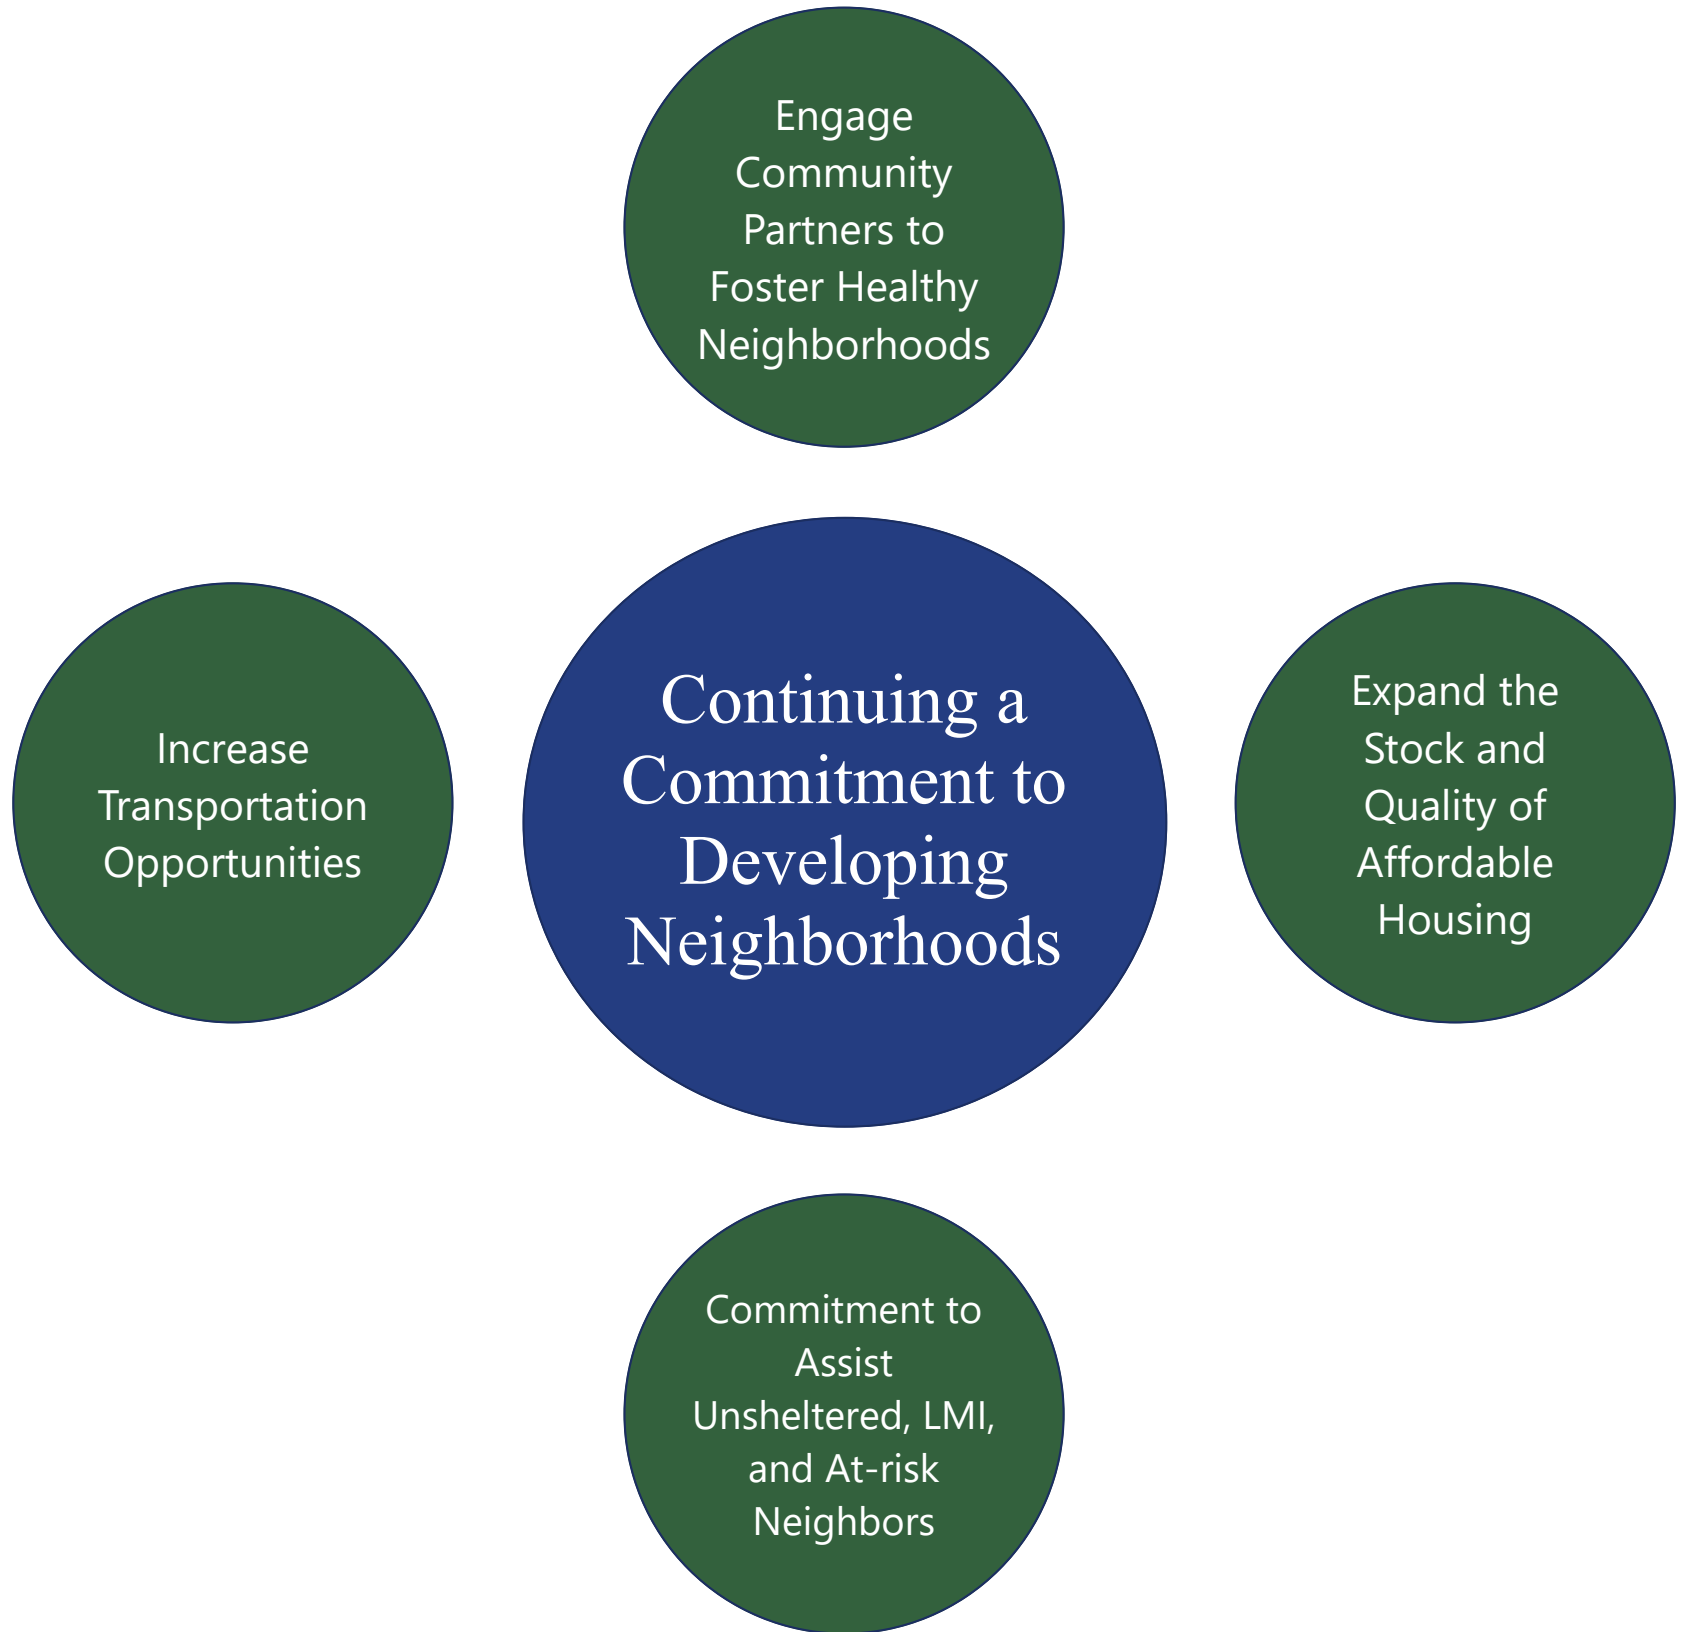 Engage
Community
Partners to
Foster Healthy
Neighborhoods
Increase
Transportation
Opportunities
Continuing a
Commitment to
Developing
Neighborhoods
Expand the
Stock and
Quality of
Affordable
Housing
Commitment to
Assist
Unsheltered, LMI,
and At-risk
Neighbors